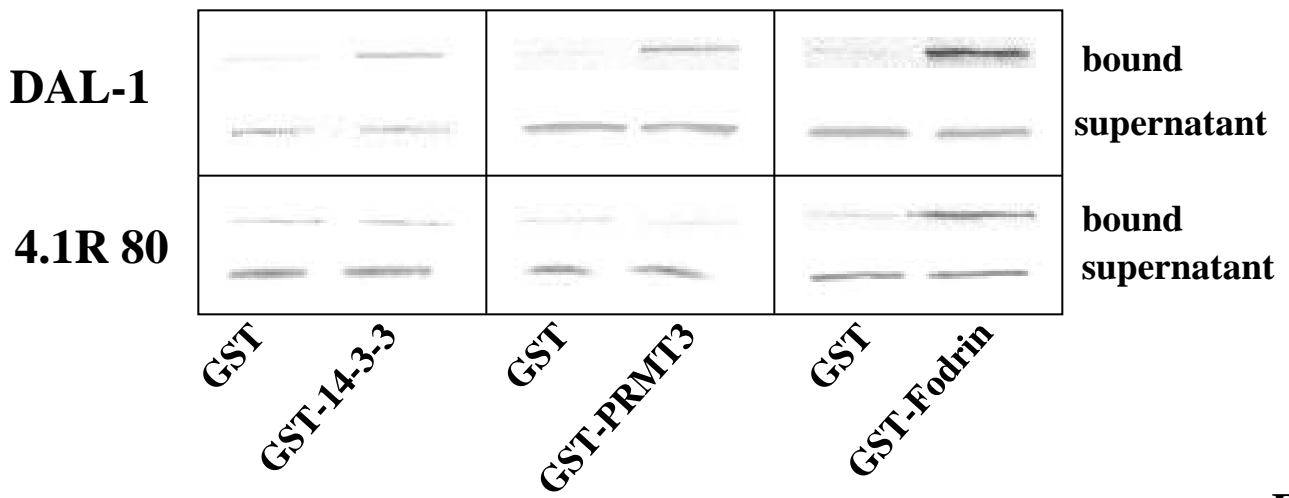 DAL-1
bound
supernatant
4.1R 80
bound
supernatant
GST
GST-14-3-3
GST
GST-PRMT3
GST
GST-Fodrin